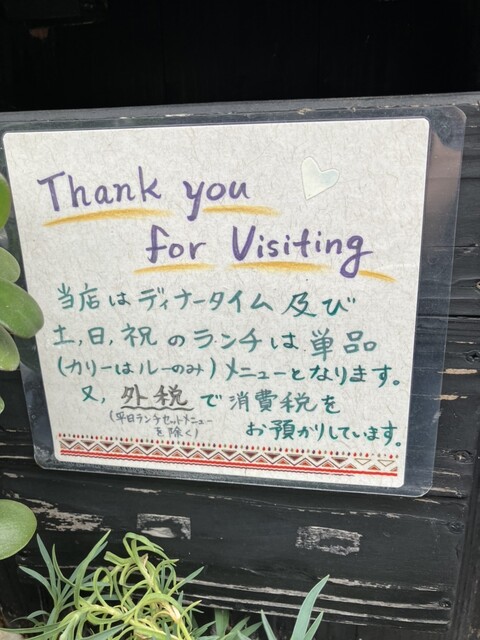 Thank you
for Visiting
当店はディナータイム及び
土,日,祝のランチは単品
(カリーはルーのみ)メニューとなります。
又,外税で消費税を
(平日ランチセットメニュー
を除く)
お預かりしています。